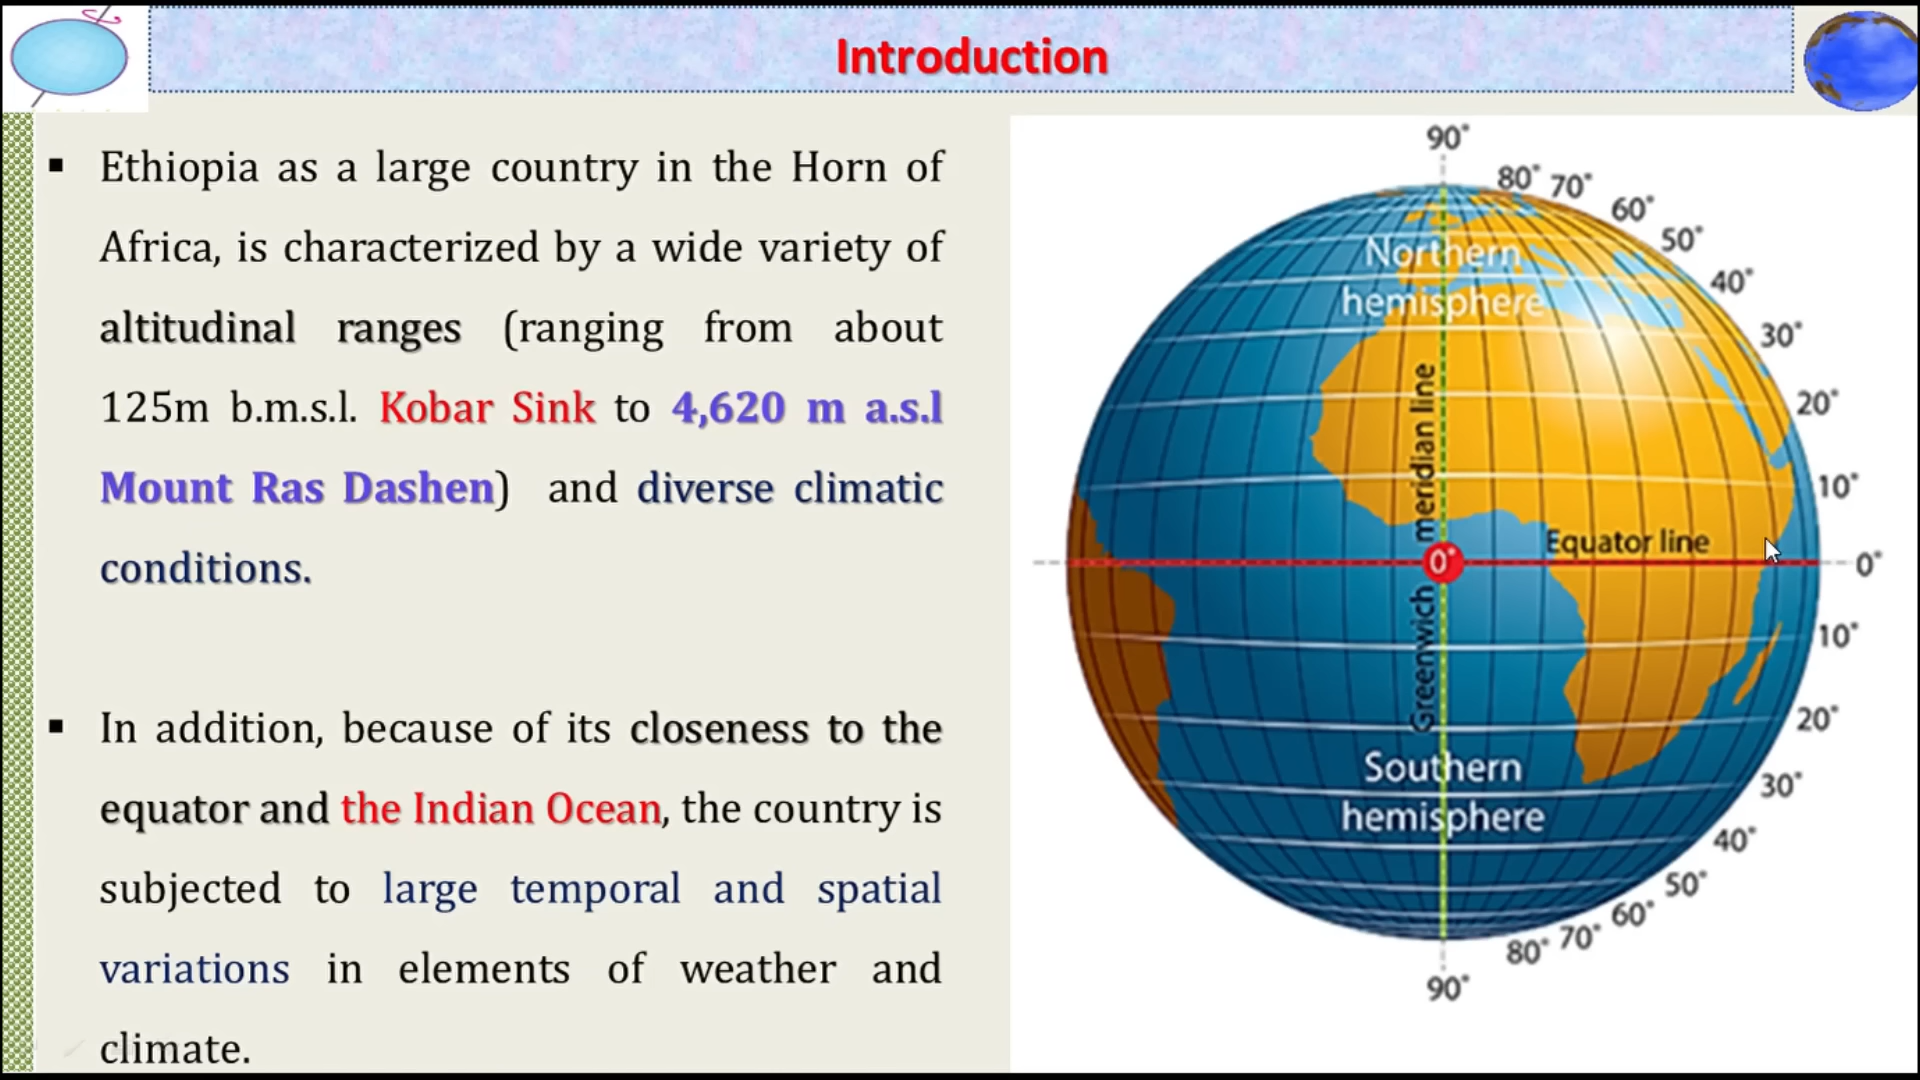 Introduction
▪ Ethiopia as a large country in the Horn of
Africa, is characterized by a wide variety of
altitudinal ranges (ranging from about
125m b.m.s.l. Kobar Sink to 4,620 m a.s.l
Mount Ras Dashen) and diverse climatic
conditions.
▪ In addition, because of its closeness to the
equator and the Indian Ocean, the country is
subjected to large temporal and spatial
variations in elements of weather and
climate.
90°
80°
70°
60°
50°
40°
30°
20°
10°
0°
10°
20°
30°
40°
50°
60°
70°
80°
90°
Northern
hemisphere
Greenwich meridian line
Equator line
0°
Southern
hemisphere